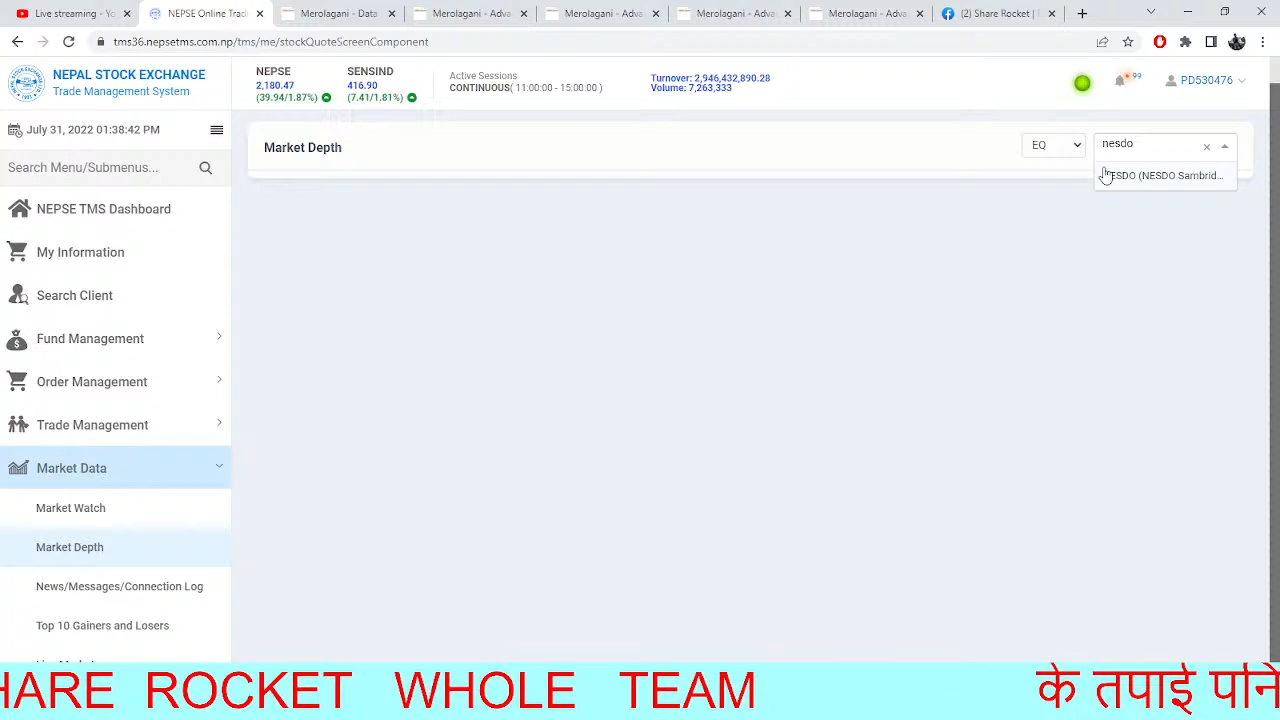 Live streaming - Yo
NEPSE Online Tradi
Merolagani - Data
Merolagani - Adva
Merolagani - Adva
Merolagani - Adva
Merolagani - Adva
(2) Share Rocket | D
tms36.nepsetms.com.np/tms/me/stockQuoteScreenComponent
NEPAL STOCK EXCHANGE
Trade Management System
NEPSE
2,180.47
(39.94/1.87%)
SENSIND
416.90
(7.41/1.81%)
Active Sessions
CONTINUOUS( 11:00:00 - 15:00:00 )
Turnover: 2,946,432,890.28
Volume: 7,263,333
99
PD530476
July 31, 2022 01:38:42 PM
Search Menu/Submenus...
NEPSE TMS Dashboard
My Information
Search Client
Fund Management
Order Management
Trade Management
Market Data
Market Watch
Market Depth
News/Messages/Connection Log
Top 10 Gainers and Losers
Market Depth
EQ
nesdo
ESDO (NESDO Sambrid...
HARE ROCKET WHOLE TEAM
के तपाई पनि